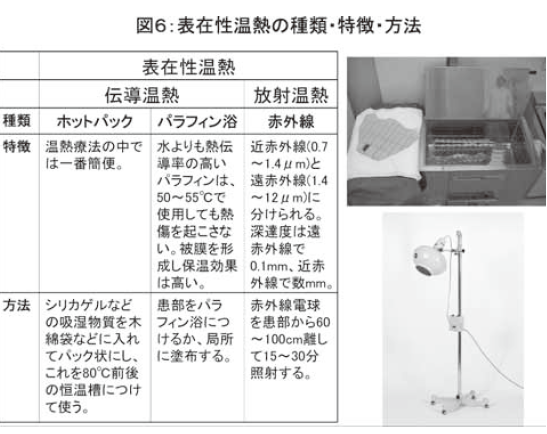 図6:表在性温熱の種類・特徴・方法
表在性温熱
伝導温熱 放射温熱
種類 ホットパック パラフィン浴 赤外線
特徴
温熱療法の中で
は一番簡便。
水よりも熱伝
導率の高い
パラフィンは、
50〜55℃で
使用しても熱
傷を起こさな
い。被膜を形
成し保温効果
は高い。
近赤外線(0.7
〜1.4μm)と
遠赤外線(1.4
〜12μm)に
分けられる。
深達度は遠
赤外線で
0.1mm、近赤
外線で数mm。
方法
シリカゲルなど
の吸湿物質を木
綿袋などに入れ
てパック状にし、
これを80℃前後
の恒温槽につけ
て使う。
患部をパラ
フィン浴につ
けるか、局所
に塗布する。
赤外線電球
を患部から60
〜100cm離し
て15〜30分
照射する。